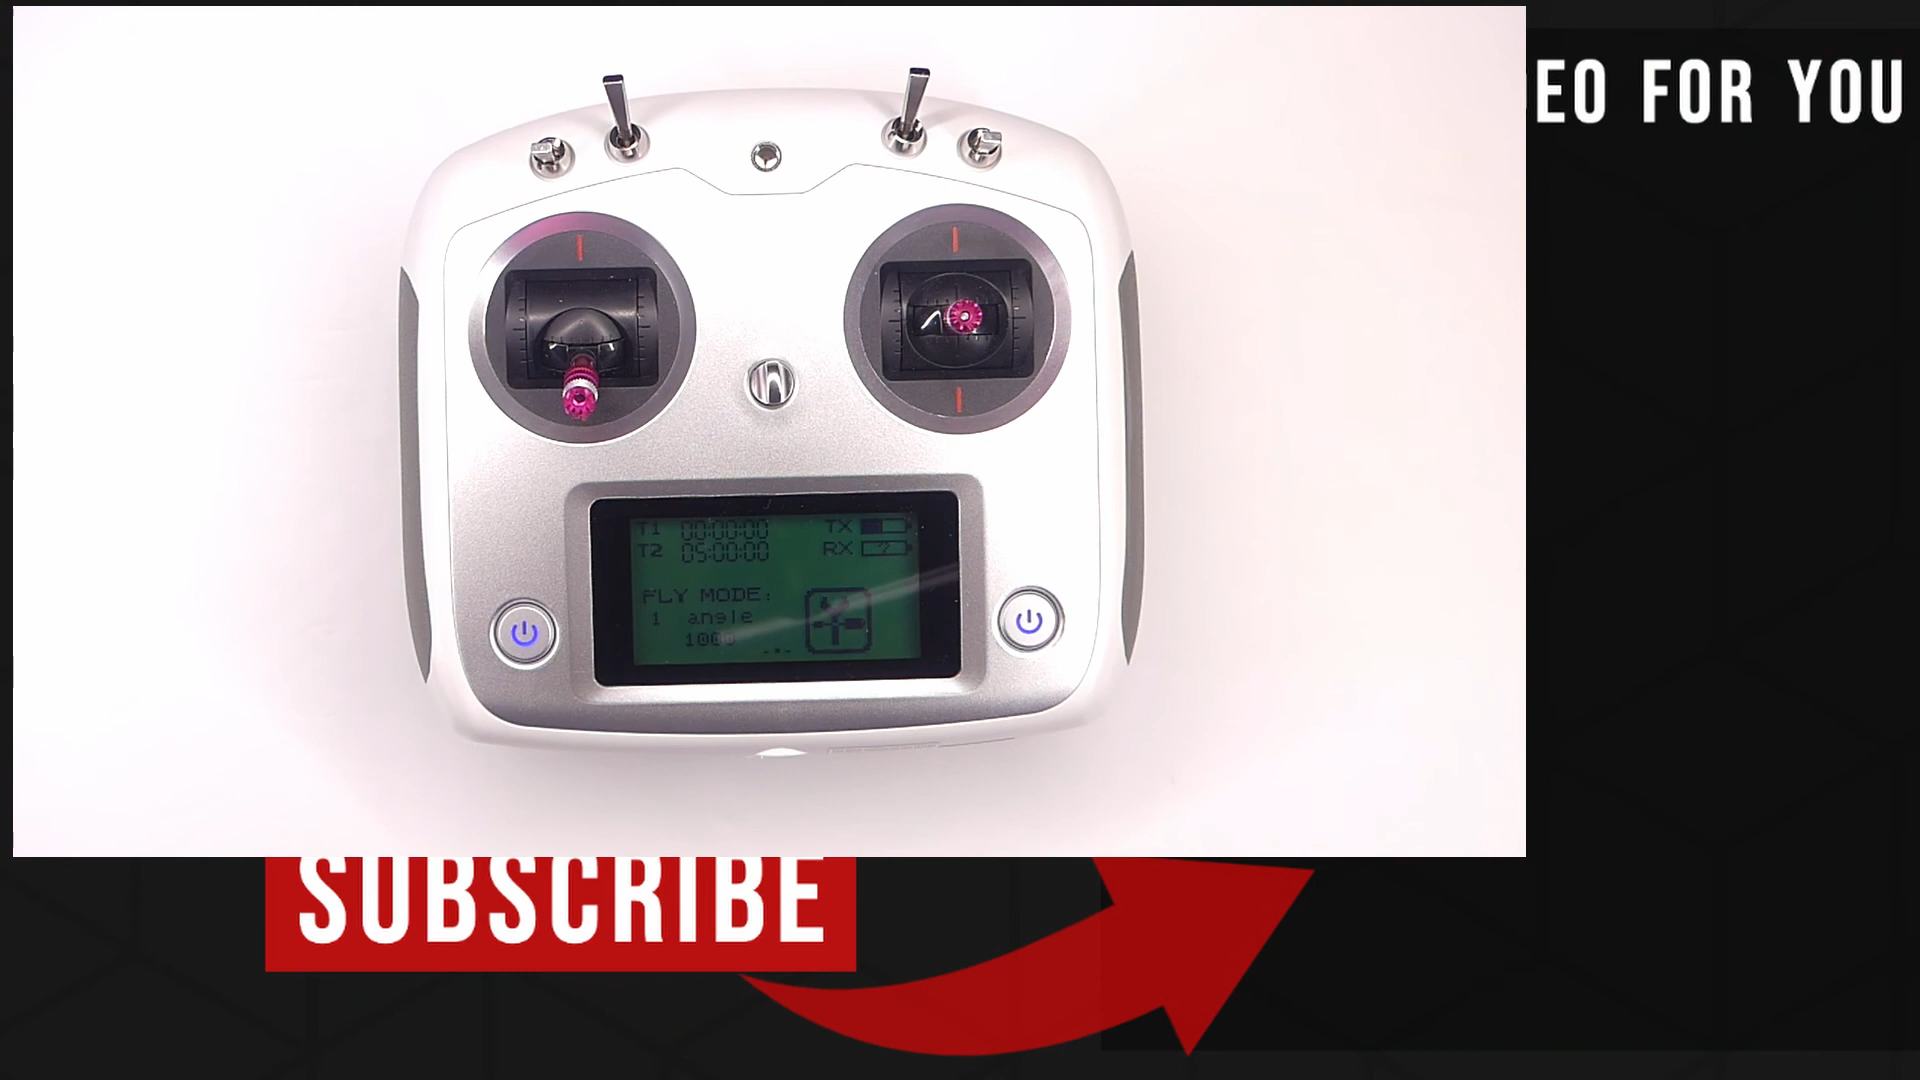 EO FOR YOU
T1 00:00:00 TX
T2 05:00:00 RX ?
FLY MODE:
1 angle
SUBSCRIBE